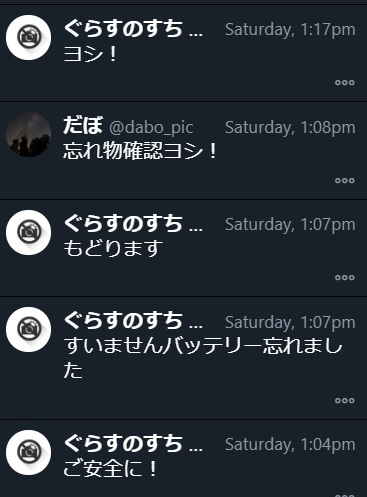 ぐらすのすち ... Saturday, 1:17pm
ヨシ！
だぼ @dabo_pic Saturday, 1:08pm
忘れ物確認ヨシ！
ぐらすのすち ... Saturday, 1:07pm
もどります
ぐらすのすち ... Saturday, 1:07pm
すいませんバッテリー忘れまし
た
ぐらすのすち ... Saturday, 1:04pm
ご安全に！